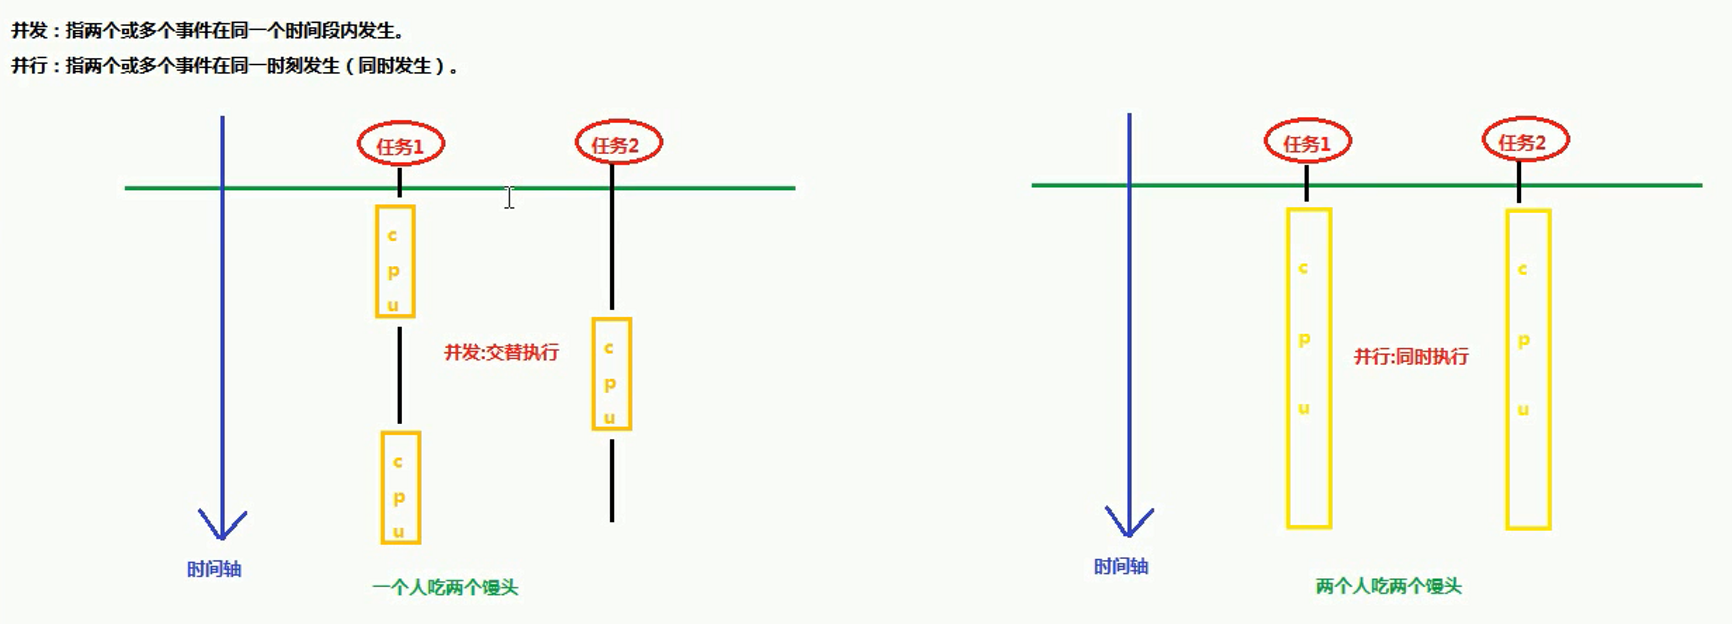 并发：指两个或多个事件在同一个时间段内发生。
并行：指两个或多个事件在同一时刻发生（同时发生）。
任务1
任务2
c
p
u
c
p
u
并发:交替执行
c
p
u
时间轴
一个人吃两个馒头
任务1
任务2
c
p
u
c
p
u
并行:同时执行
时间轴
两个人吃两个馒头